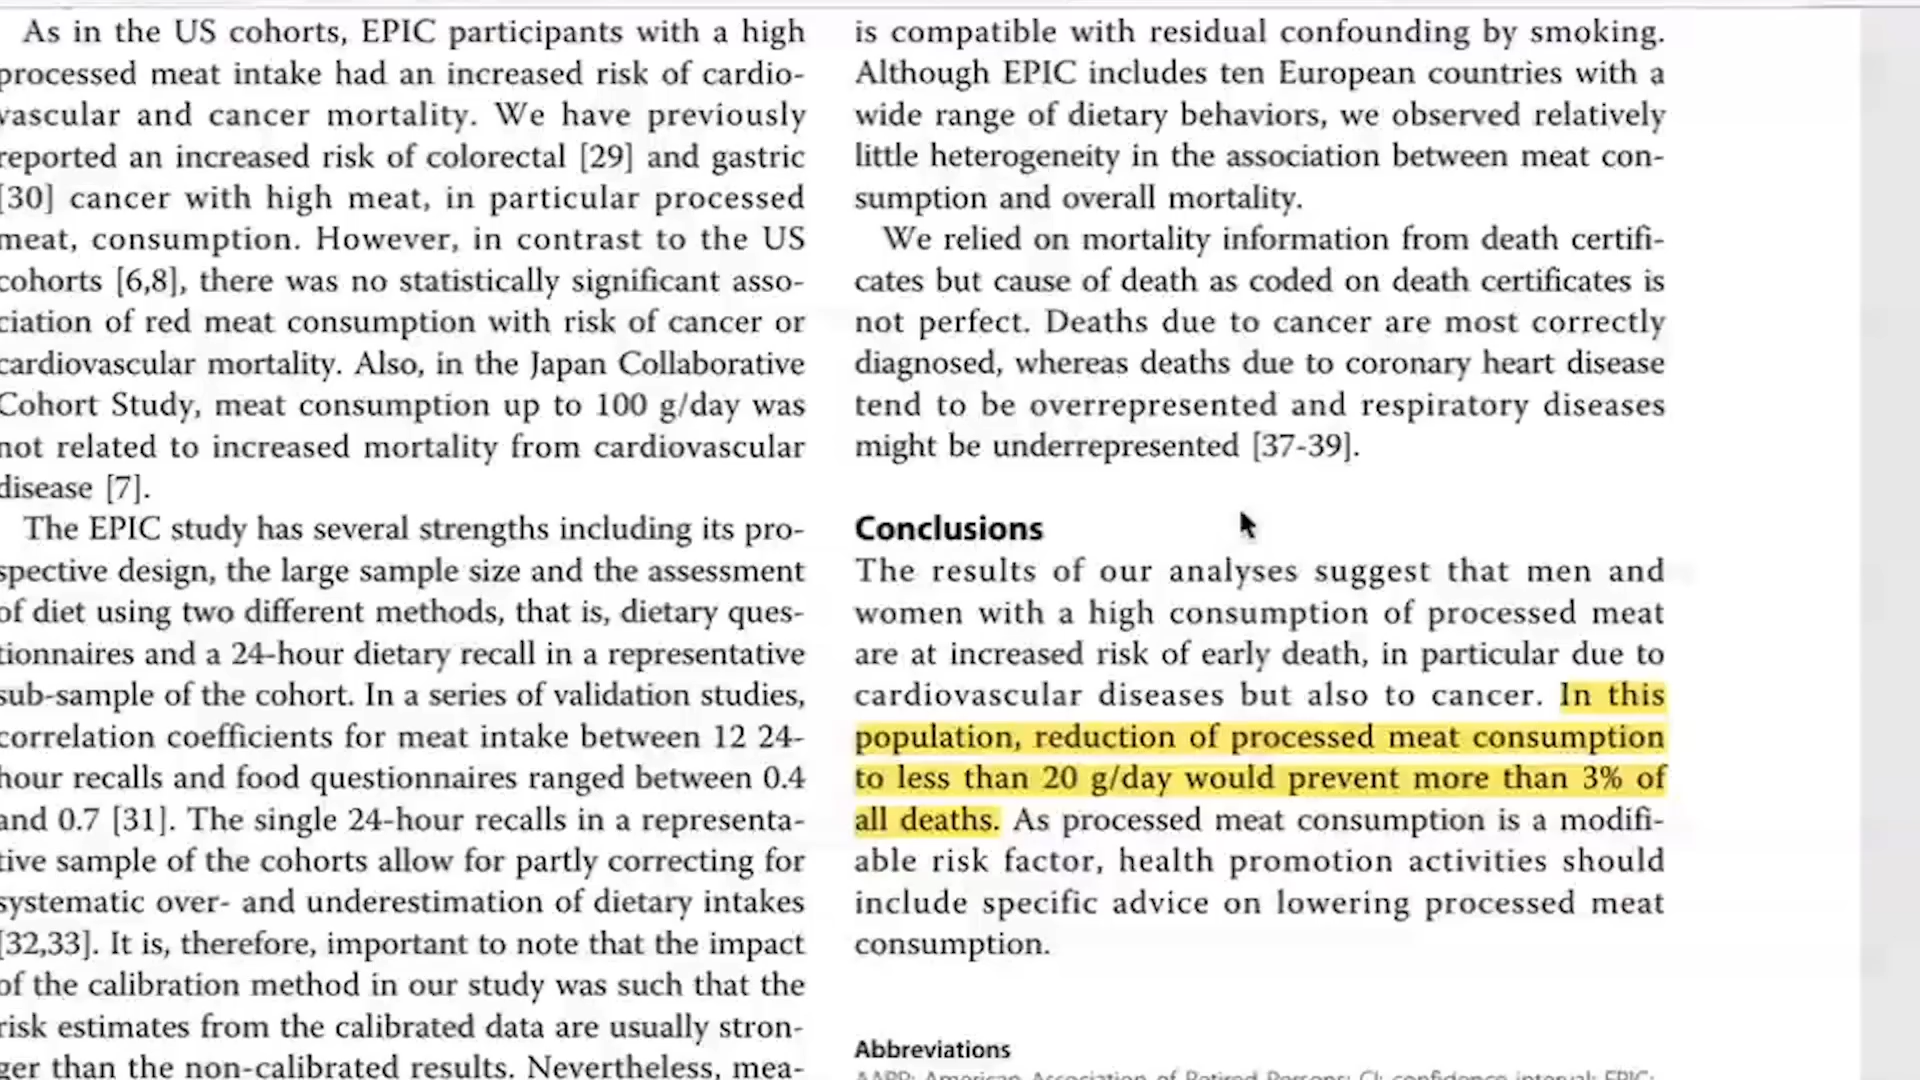 As in the US cohorts, EPIC participants with a high
processed meat intake had an increased risk of cardio-
vascular and cancer mortality. We have previously
reported an increased risk of colorectal [29] and gastric
[30] cancer with high meat, in particular processed
meat, consumption. However, in contrast to the US
cohorts [6,8], there was no statistically significant asso-
ciation of red meat consumption with risk of cancer or
cardiovascular mortality. Also, in the Japan Collaborative
Cohort Study, meat consumption up to 100 g/day was
not related to increased mortality from cardiovascular
disease [7].
The EPIC study has several strengths including its pro-
spective design, the large sample size and the assessment
of diet using two different methods, that is, dietary ques-
tionnaires and a 24-hour dietary recall in a representative
sub-sample of the cohort. In a series of validation studies,
correlation coefficients for meat intake between 12 24-
hour recalls and food questionnaires ranged between 0.4
and 0.7 [31]. The single 24-hour recalls in a representa-
tive sample of the cohorts allow for partly correcting for
systematic over- and underestimation of dietary intakes
[32,33]. It is, therefore, important to note that the impact
of the calibration method in our study was such that the
risk estimates from the calibrated data are usually stron-
ger than the non-calibrated results. Nevertheless, mea-
is compatible with residual confounding by smoking.
Although EPIC includes ten European countries with a
wide range of dietary behaviors, we observed relatively
little heterogeneity in the association between meat con-
sumption and overall mortality.
We relied on mortality information from death certifi-
cates but cause of death as coded on death certificates is
not perfect. Deaths due to cancer are most correctly
diagnosed, whereas deaths due to coronary heart disease
tend to be overrepresented and respiratory diseases
might be underrepresented [37-39].
Conclusions
The results of our analyses suggest that men and
women with a high consumption of processed meat
are at increased risk of early death, in particular due to
cardiovascular diseases but also to cancer. In this
population, reduction of processed meat consumption
to less than 20 g/day would prevent more than 3% of
all deaths. As processed meat consumption is a modifi-
able risk factor, health promotion activities should
include specific advice on lowering processed meat
consumption.
Abbreviations
AARP: American Association of Retired Persons; CI: confidence interval; EPIC: